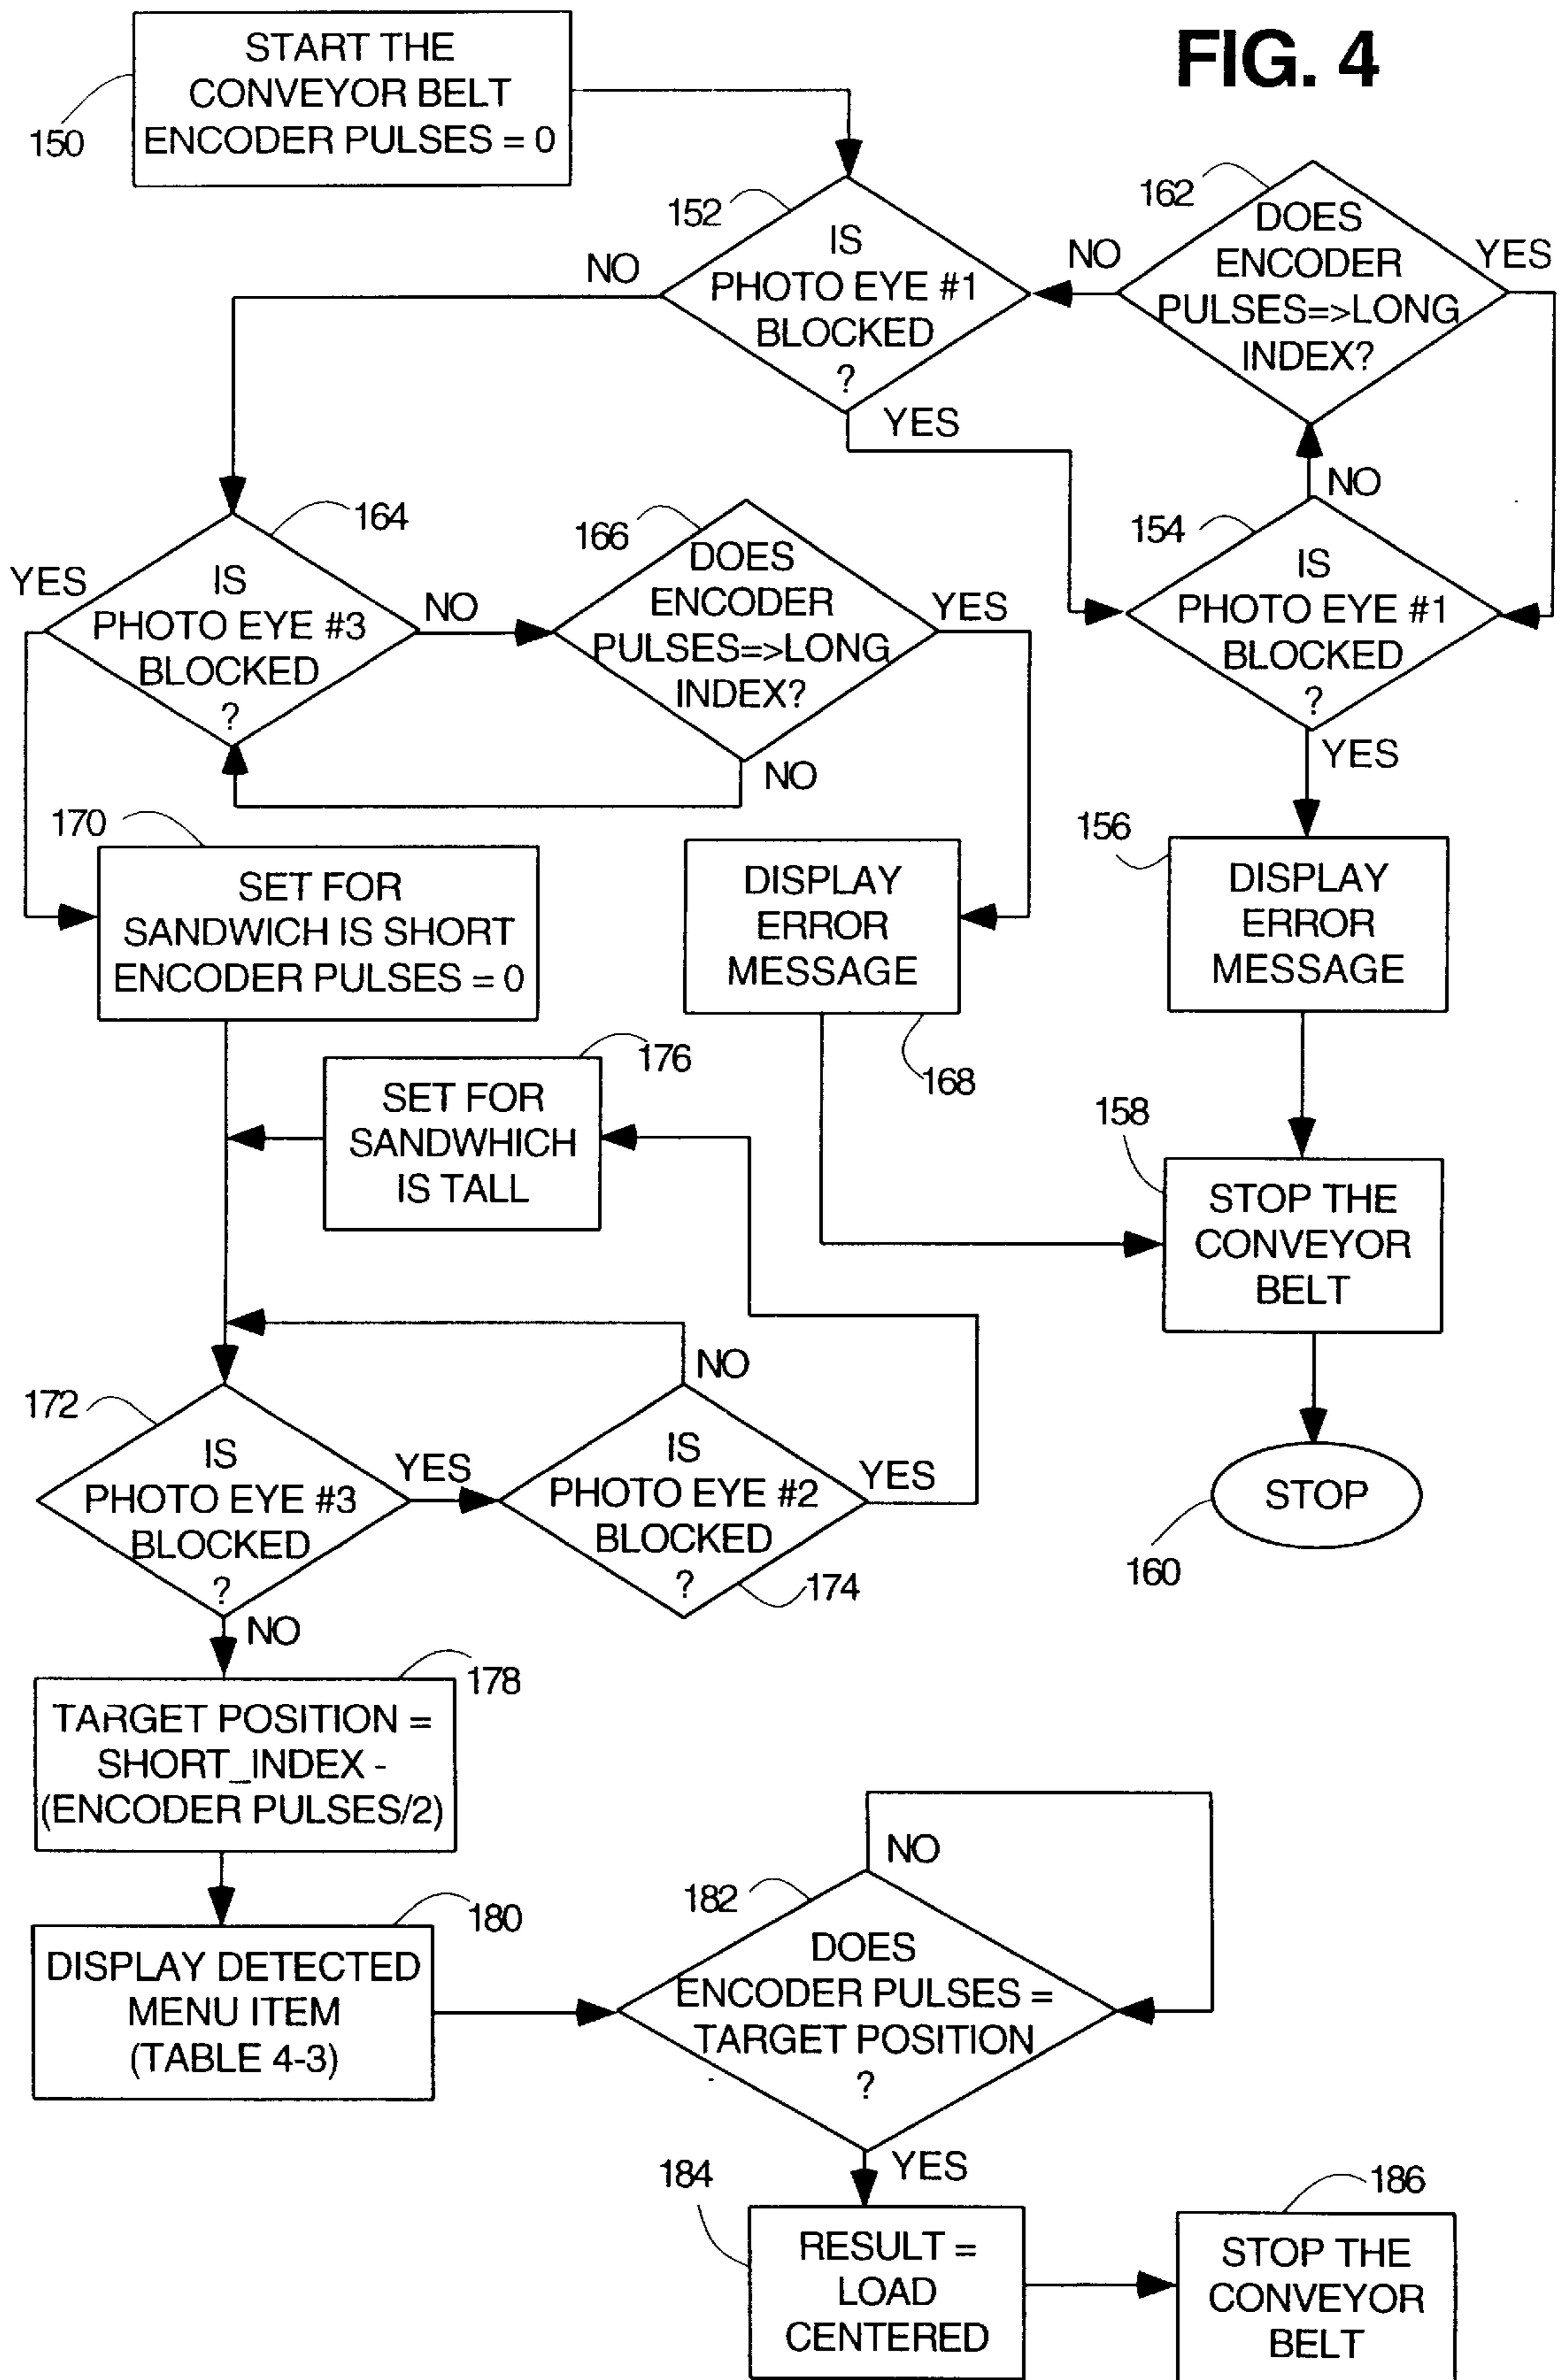 FIG. 4
START THE
CONVEYOR BELT
ENCODER PULSES = 0
150
152
IS
PHOTO EYE #1
BLOCKED
?
NO
YES
162
DOES
ENCODER
PULSES=>LONG
INDEX?
NO
YES
164
IS
PHOTO EYE #3
BLOCKED
?
YES
NO
166
DOES
ENCODER
PULSES=>LONG
INDEX?
YES
NO
154
IS
PHOTO EYE #1
BLOCKED
?
NO
YES
170
SET FOR
SANDWICH IS SHORT
ENCODER PULSES = 0
DISPLAY
ERROR
MESSAGE
168
156
DISPLAY
ERROR
MESSAGE
176
SET FOR
SANDWHICH
IS TALL
158
STOP THE
CONVEYOR
BELT
172
IS
PHOTO EYE #3
BLOCKED
?
YES
NO
IS
PHOTO EYE #2
BLOCKED
?
NO
YES
174
STOP
160
178
TARGET POSITION =
SHORT_INDEX -
(ENCODER PULSES/2)
180
DISPLAY DETECTED
MENU ITEM
(TABLE 4-3)
182
DOES
ENCODER PULSES =
TARGET POSITION
?
NO
YES
184
RESULT =
LOAD
CENTERED
186
STOP THE
CONVEYOR
BELT